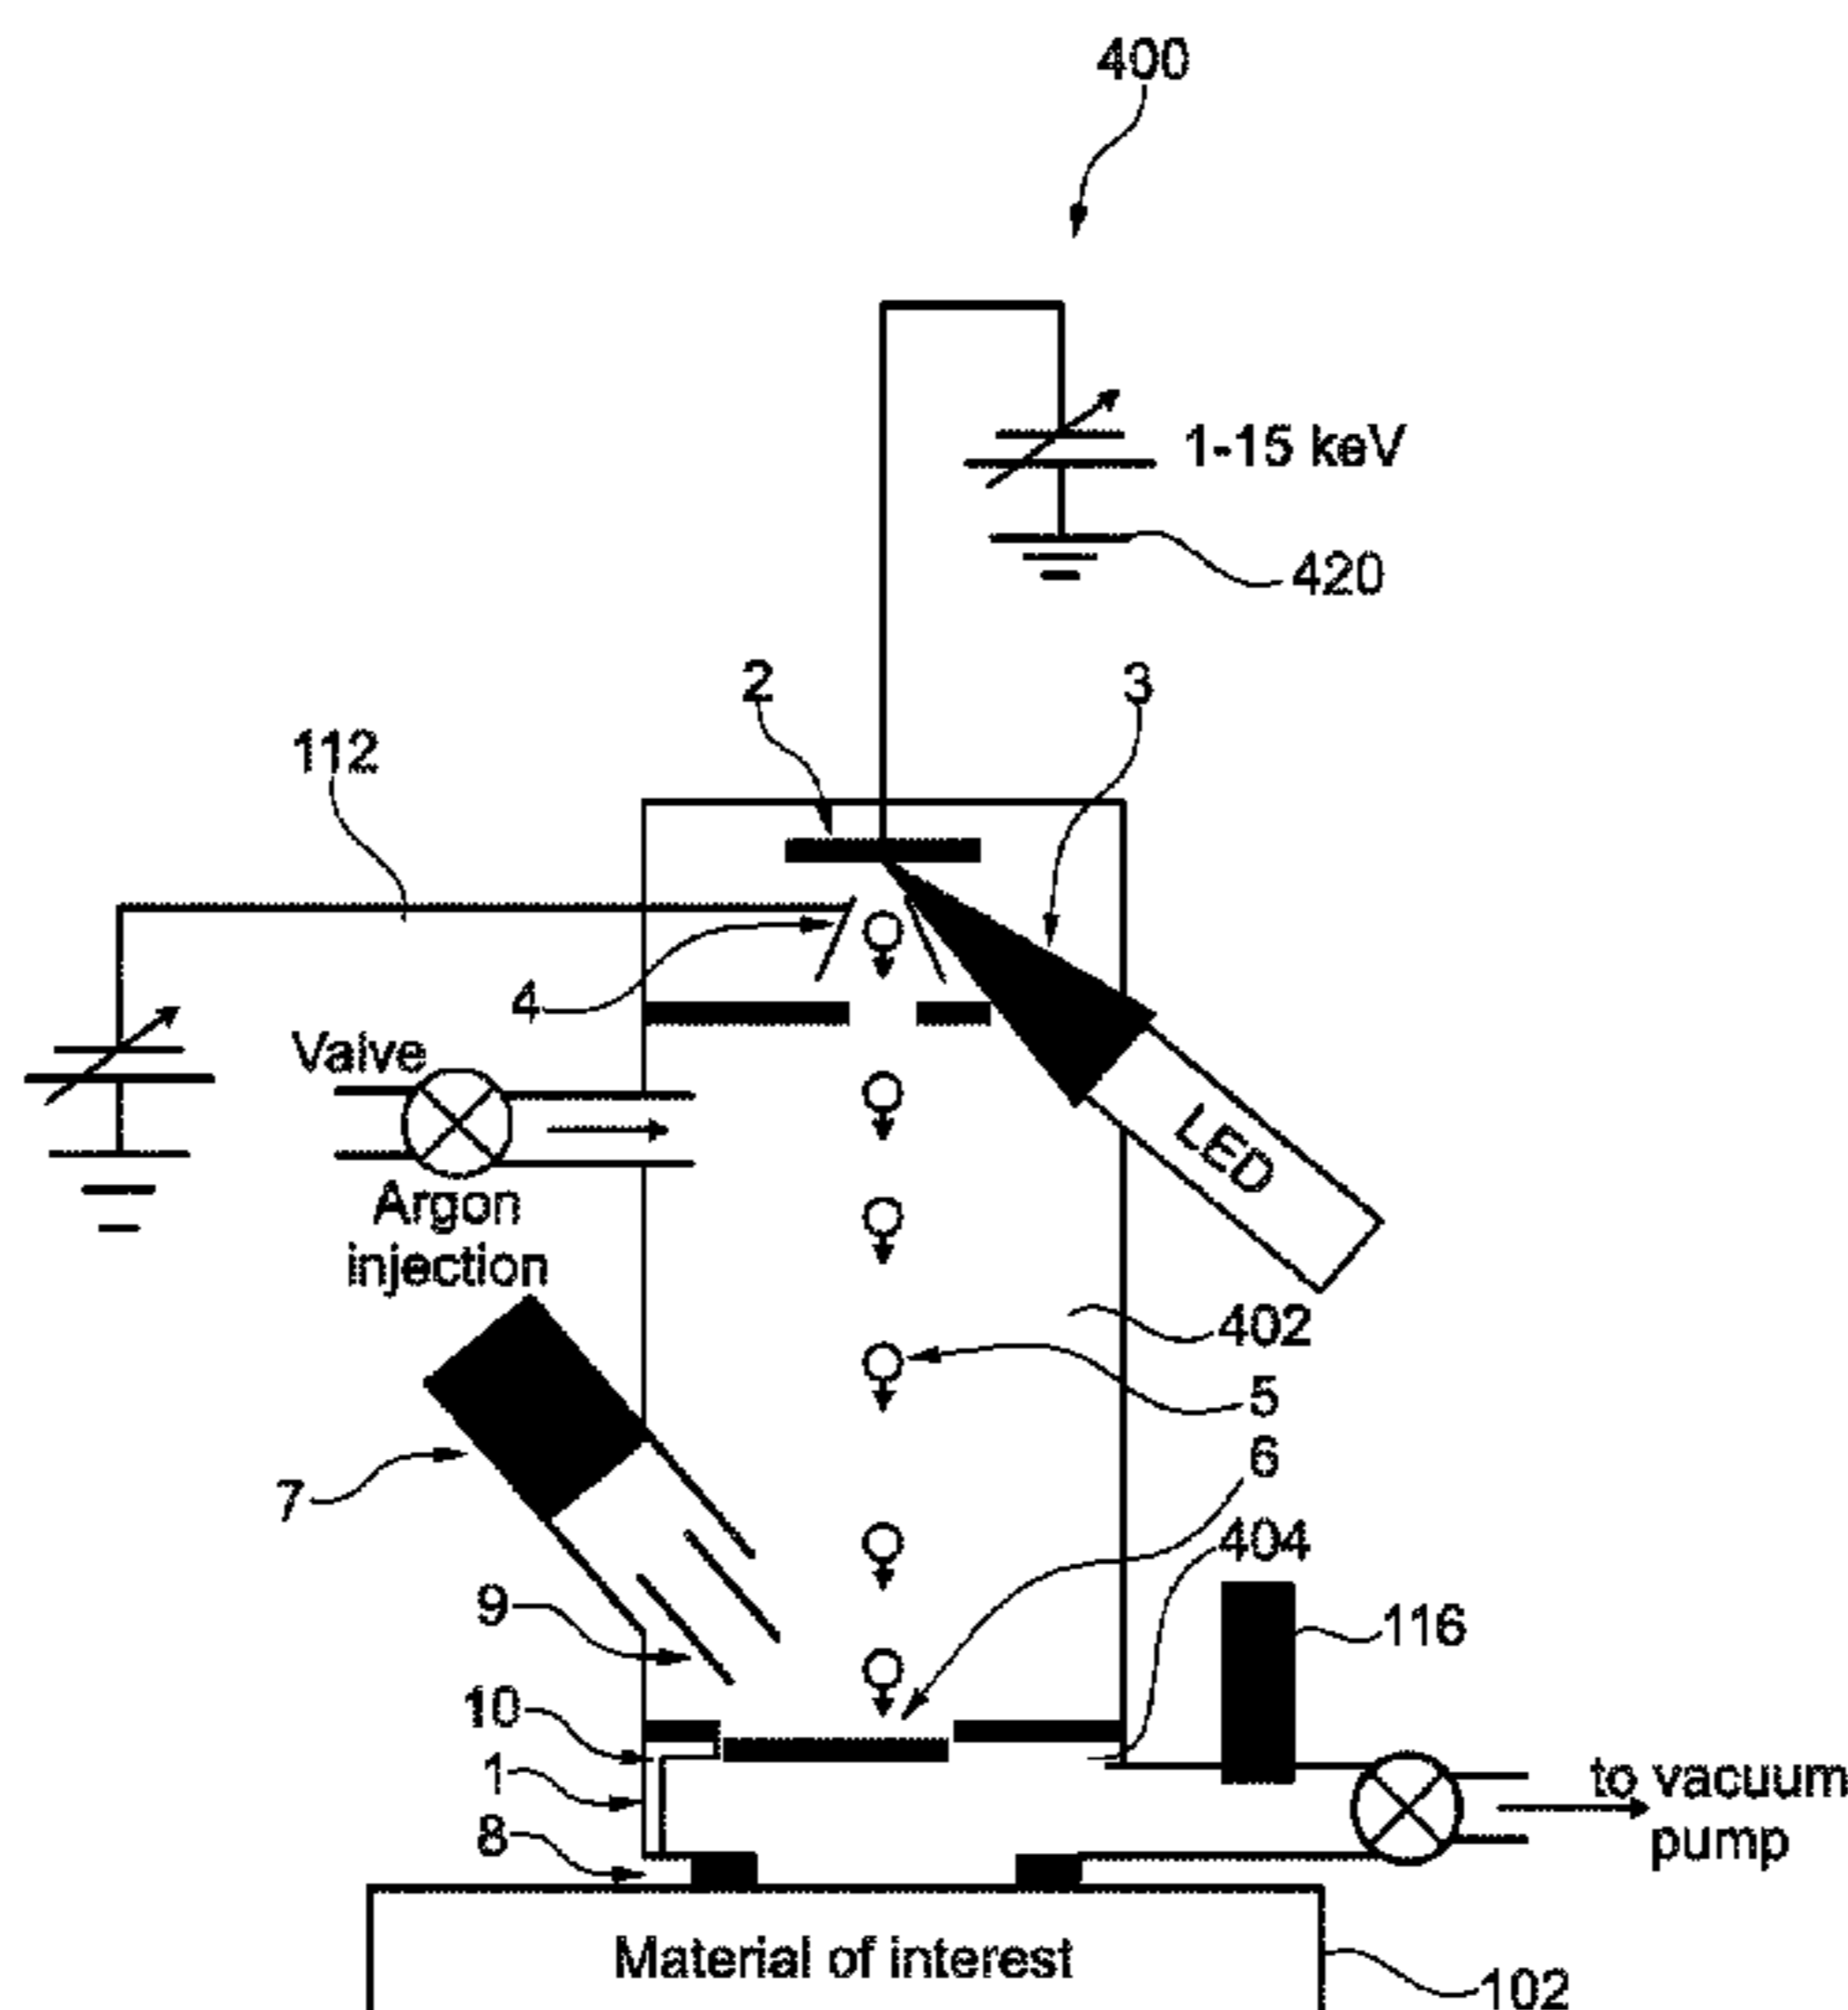 400
1-15 keV
420
2
3
112
4
Valve
LED
Argon
injection
402
5
6
7
404
9
116
10
1
to vacuum
pump
8
Material of interest
102